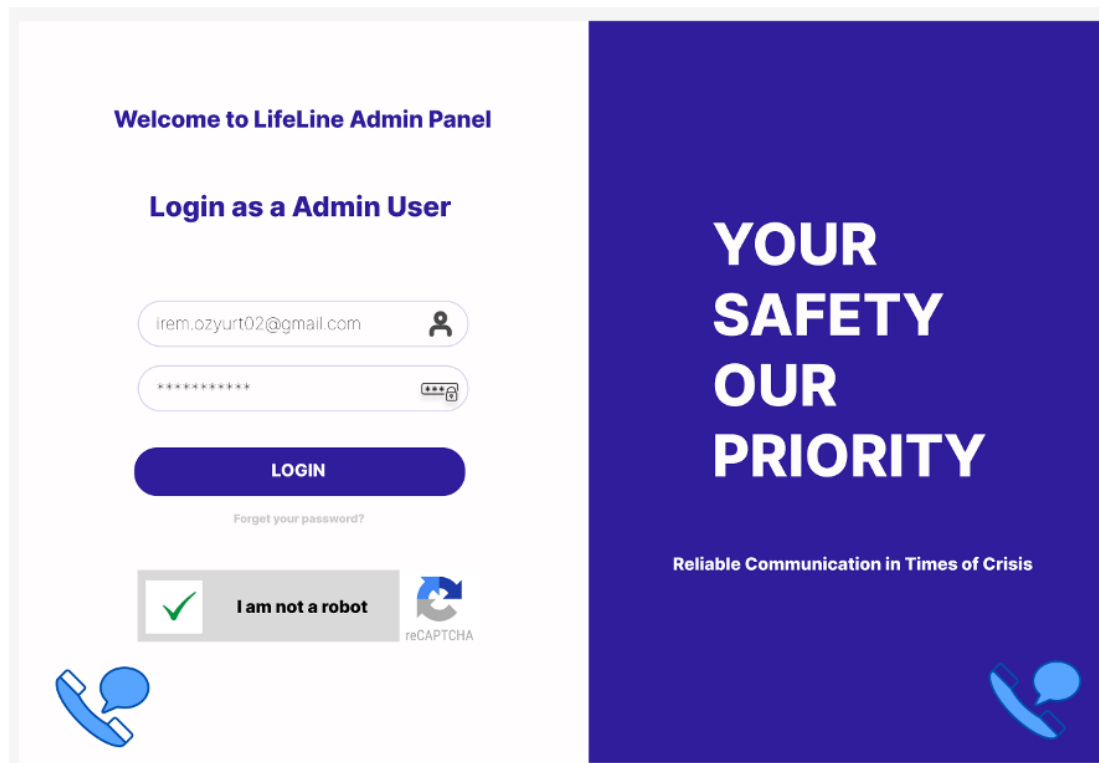 Welcome to LifeLine Admin Panel
Login as a Admin User
irem.ozyurt02@gmail.com
***********
***
LOGIN
Forget your password?
I am not a robot
reCAPTCHA
YOUR
SAFETY
OUR
PRIORITY
Reliable Communication in Times of Crisis